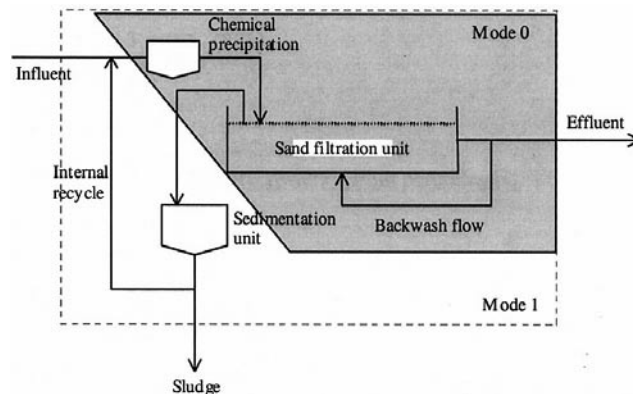 Chemical
precipitation
Mode 0
Influent
Effluent
Sand filtration unit
Internal
recycle
Sedimentation
unit
Backwash flow
Mode 1
Sludge